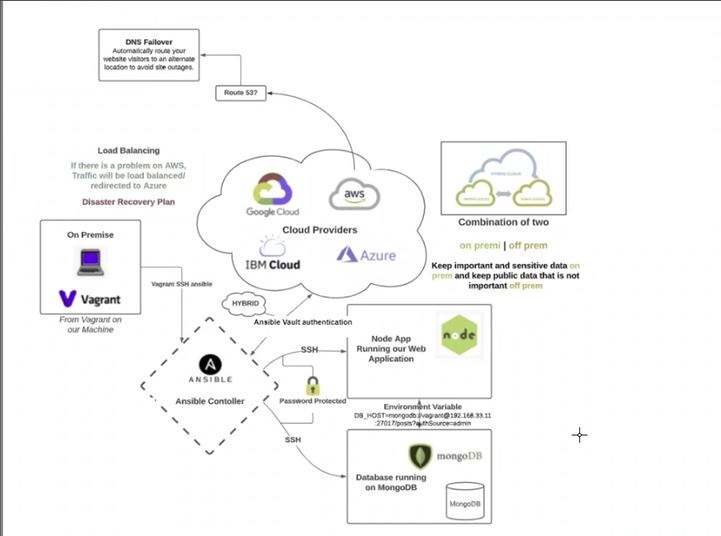 DNS Failover
Automatically route your
website visitors to an alternate
location to avoid site outages.
Route 53?
Load Balancing
If there is a problem on AWS,
Traffic will be load balanced/
redirected to Azure
Disaster Recovery Plan
Google Cloud
aws
Cloud Providers
IBM Cloud
Azure
HYBRID CLOUD
Combination of two
on premi | off prem
Keep important and sensitive data on
prem and keep public data that is not
important off prem
On Premise
Vagrant
From Vagrant on
our Machine
Vagrant SSH ansible
HYBRID
Ansible Vault authentication
A
ANSIBLE
Ansible Contoller
SSH
Password Protected
SSH
Node App
Running our Web
Application
node
Environment Variable
DB_HOST=mongodb://vagrant@192.168.33.11
:27017/posts?authSource=admin
mongoDB
Database running
on MongoDB
MongoDB